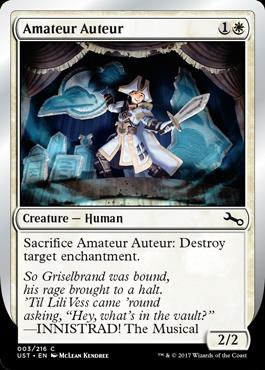 Amateur Auteur 1
Creature — Human
Sacrifice Amateur Auteur: Destroy
target enchantment.
So Griselbrand was bound,
his rage brought to a halt.
'Til LiliVess came 'round
asking, “Hey, what's in the vault?”
—INNISTRAD! The Musical
2/2
003/216 C
UST • EN McLean Kendree
™ & © 2017 Wizards of the Coast